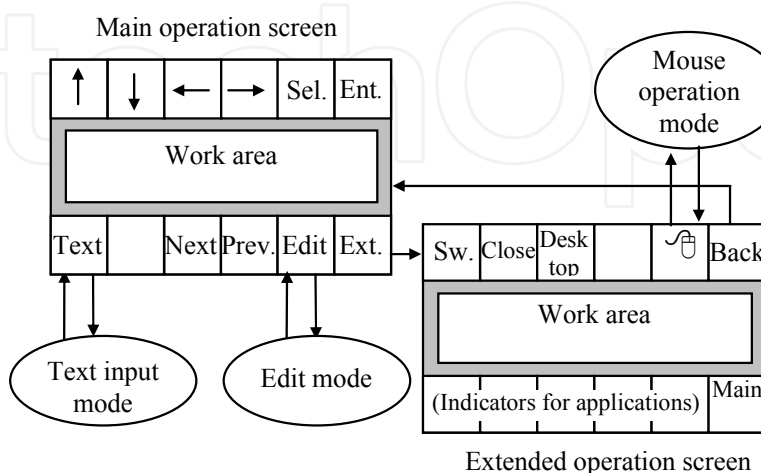 Main operation screen
Sel. Ent.
Work area
Text Next Prev. Edit Ext.
Text input
mode
Edit mode
Mouse
operation
mode
Sw. Close Desk
top
Back
Work area
(Indicators for applications)
Main
Extended operation screen